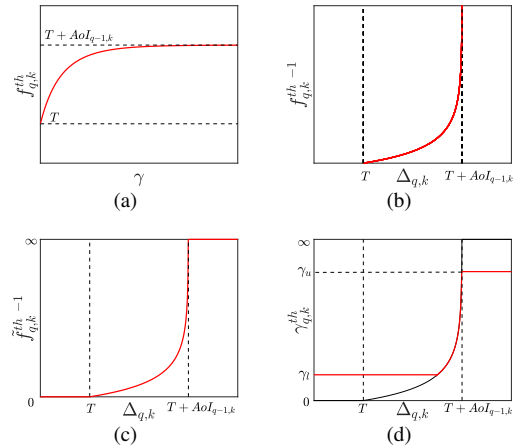 T + AoI_{q-1,k}
f^{th}_{q,k}
T
γ
(a)
f^{th}_{q,k}^{-1}
T Δ_{q,k} T + AoI_{q-1,k}
(b)
∞
\tilde{f}^{th}_{q,k}^{-1}
0
T Δ_{q,k} T + AoI_{q-1,k}
(c)
∞
γ_u
γ^{th}_{q,k}
γ_l
0
T Δ_{q,k} T + AoI_{q-1,k}
(d)